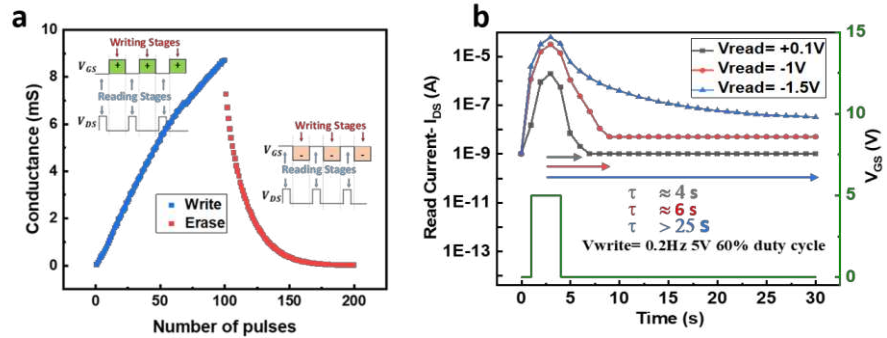 a
Conductance (mS)
10
8
6
4
2
0
Writing Stages
+ + +
V_GS
Reading Stages
V_DS
Writing Stages
V_GS
- - -
Reading Stages
V_DS
Write
Erase
0 50 100 150 200
Number of pulses
b
Read Current- I_DS (A)
1E-5
1E-7
1E-9
1E-11
1E-13
Vread= +0.1V
Vread= -1V
Vread= -1.5V
τ ≈ 4 s
τ ≈ 6 s
τ > 25 s
Vwrite= 0.2Hz 5V 60% duty cycle
15
10
5
0
V_GS (V)
0 5 10 15 20 25 30
Time (s)